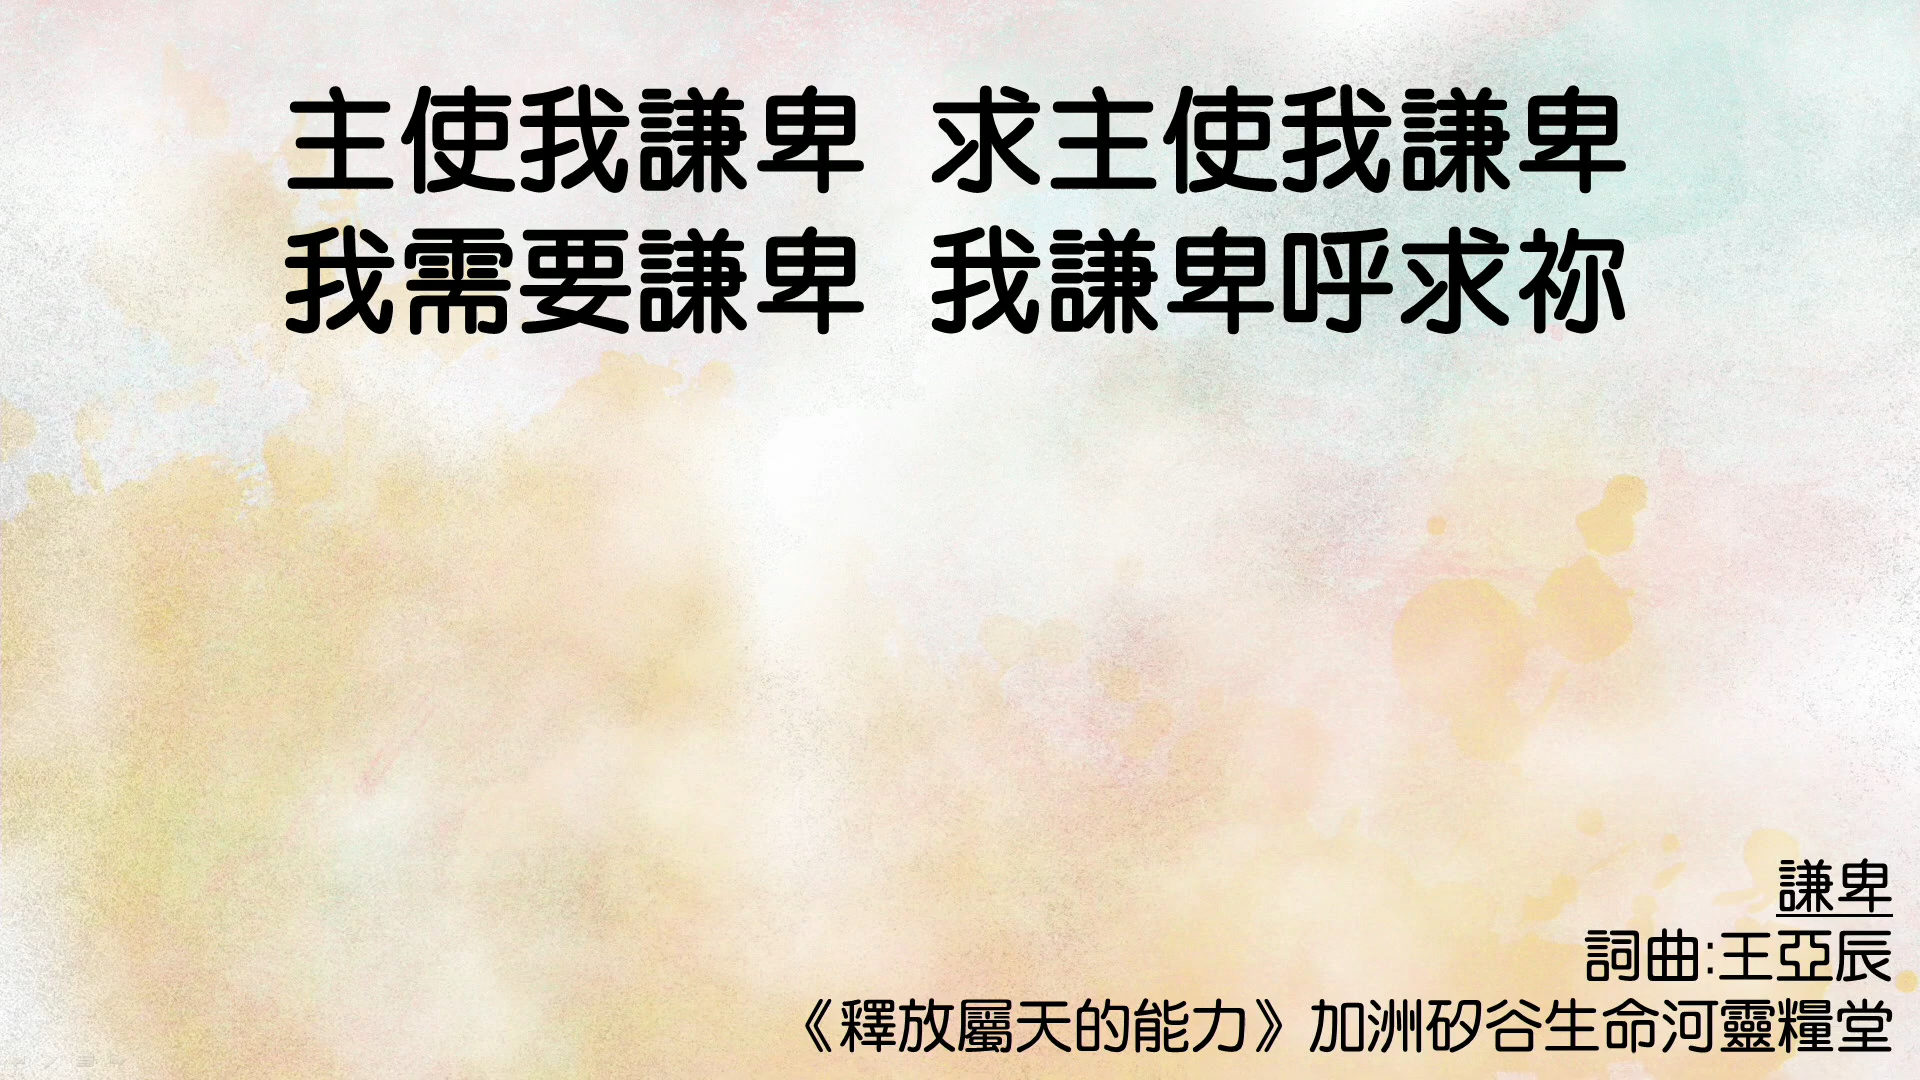 主使我謙卑 求主使我謙卑
我需要謙卑 我謙卑呼求祢
謙卑
詞曲:王亞辰
《釋放屬天的能力》加洲矽谷生命河靈糧堂